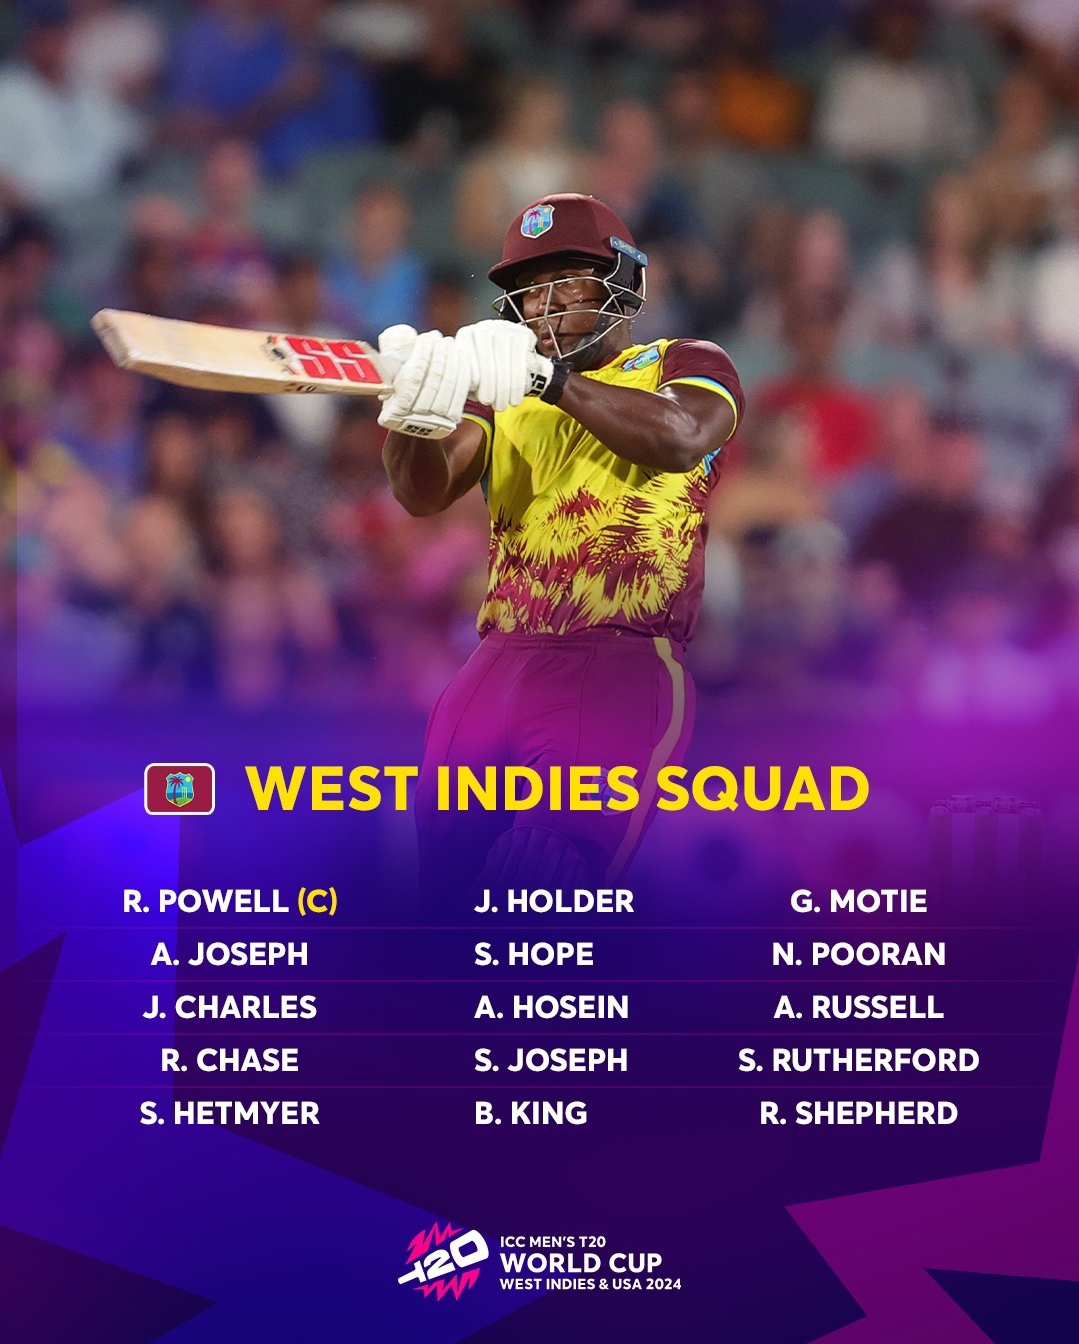 SS
SS
WEST INDIES SQUAD
R. POWELL (C)
A. JOSEPH
J. CHARLES
R. CHASE
S. HETMYER
J. HOLDER
S. HOPE
A. HOSEIN
S. JOSEPH
B. KING
G. MOTIE
N. POORAN
A. RUSSELL
S. RUTHERFORD
R. SHEPHERD
T20
ICC MEN'S T20
WORLD CUP
WEST INDIES & USA 2024